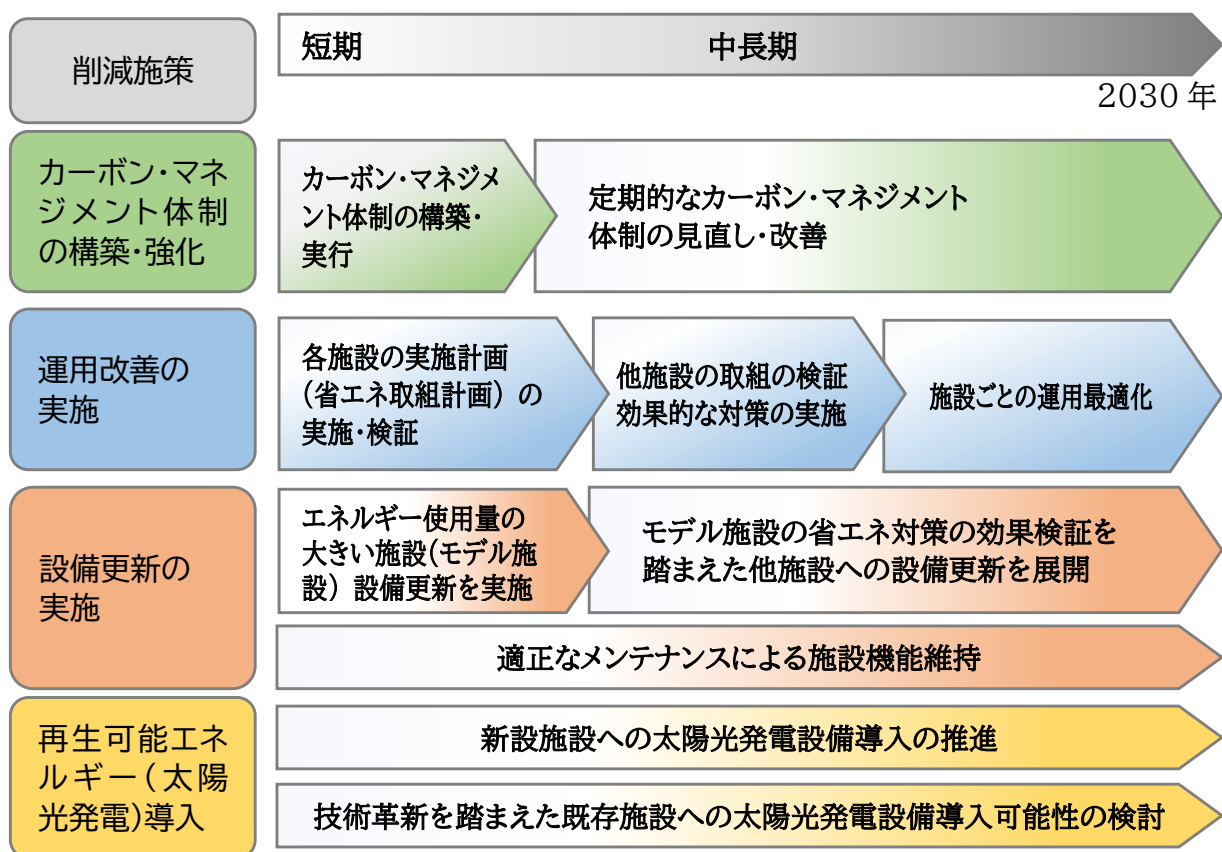 削減施策
短期
中長期
2030 年
カーボン・マネ
ジメント体制
の構築・強化
カーボン・マネジメ
ント体制の構築・
実行
定期的なカーボン・マネジメント
体制の見直し・改善
運用改善の
実施
各施設の実施計画
（省エネ取組計画）の
実施・検証
他施設の取組の検証
効果的な対策の実施
施設ごとの運用最適化
設備更新の
実施
エネルギー使用量の
大きい施設(モデル施
設）設備更新を実施
モデル施設の省エネ対策の効果検証を
踏まえた他施設への設備更新を展開
適正なメンテナンスによる施設機能維持
再生可能エネ
ルギー(太陽
光発電)導入
新設施設への太陽光発電設備導入の推進
技術革新を踏まえた既存施設への太陽光発電設備導入可能性の検討